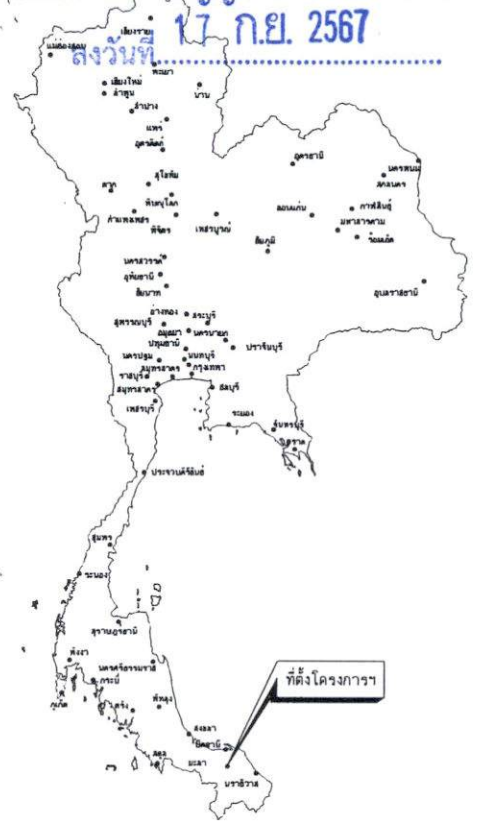 17 ก.ย. 2567
ลงวันที่
เชียงราย
แม่ฮ่องสอน
พะเยา
เชียงใหม่
น่าน
ลำพูน
ลำปาง
แพร่
อุตรดิตถ์
อุดรธานี
นครพนม
สกลนคร
สุโขทัย
ตาก
พิษณุโลก
กำแพงเพชร
พิจิตร
เพชรบูรณ์
ขอนแก่น
กาฬสินธุ์
มหาสารคาม
ร้อยเอ็ด
ชัยภูมิ
นครสวรรค์
อุทัยธานี
ชัยนาท
อุบลราชธานี
อ่างทอง
สระบุรี
สุพรรณบุรี
อยุธยา
นครนายก
ปทุมธานี
ปราจีนบุรี
นครปฐม
นนทบุรี
สมุทรสาคร
กรุงเทพฯ
ราชบุรี
สมุทรสาคร
ชลบุรี
เพชรบุรี
ระยอง
จันทบุรี
ตราด
ประจวบคีรีขันธ์
ชุมพร
ระนอง
สุราษฎร์ธานี
พังงา
นครศรีธรรมราช
กระบี่
ภูเก็ต
ตรัง
พัทลุง
ที่ตั้งโครงการฯ
สงขลา
ปัตตานี
สตูล
ยะลา
นราธิวาส